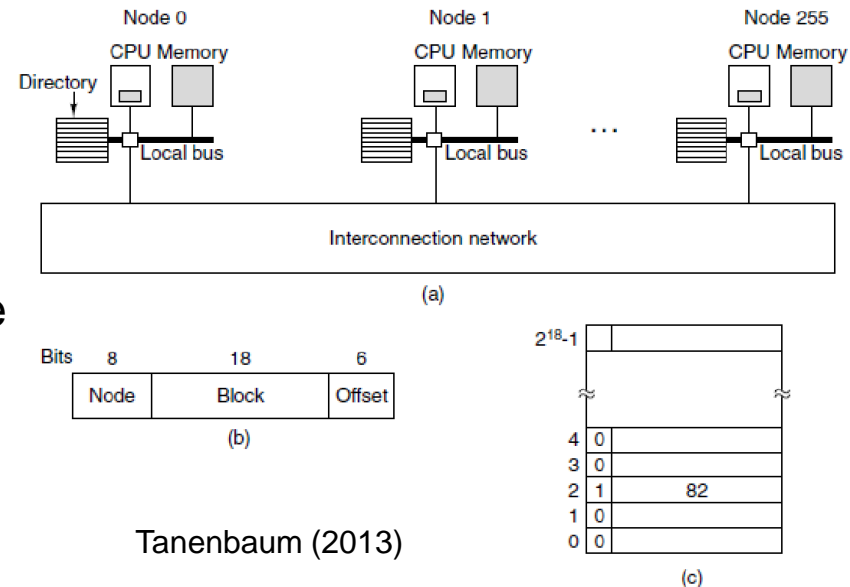 Node 0 Node 1 Node 255
CPU Memory CPU Memory CPU Memory
Directory
...
Local bus Local bus Local bus
Interconnection network
(a)
e
Bits 8 18 6
Node Block Offset
(b)
2^18-1
4 0
3 0
2 1 82
1 0
0 0
(c)
Tanenbaum (2013)